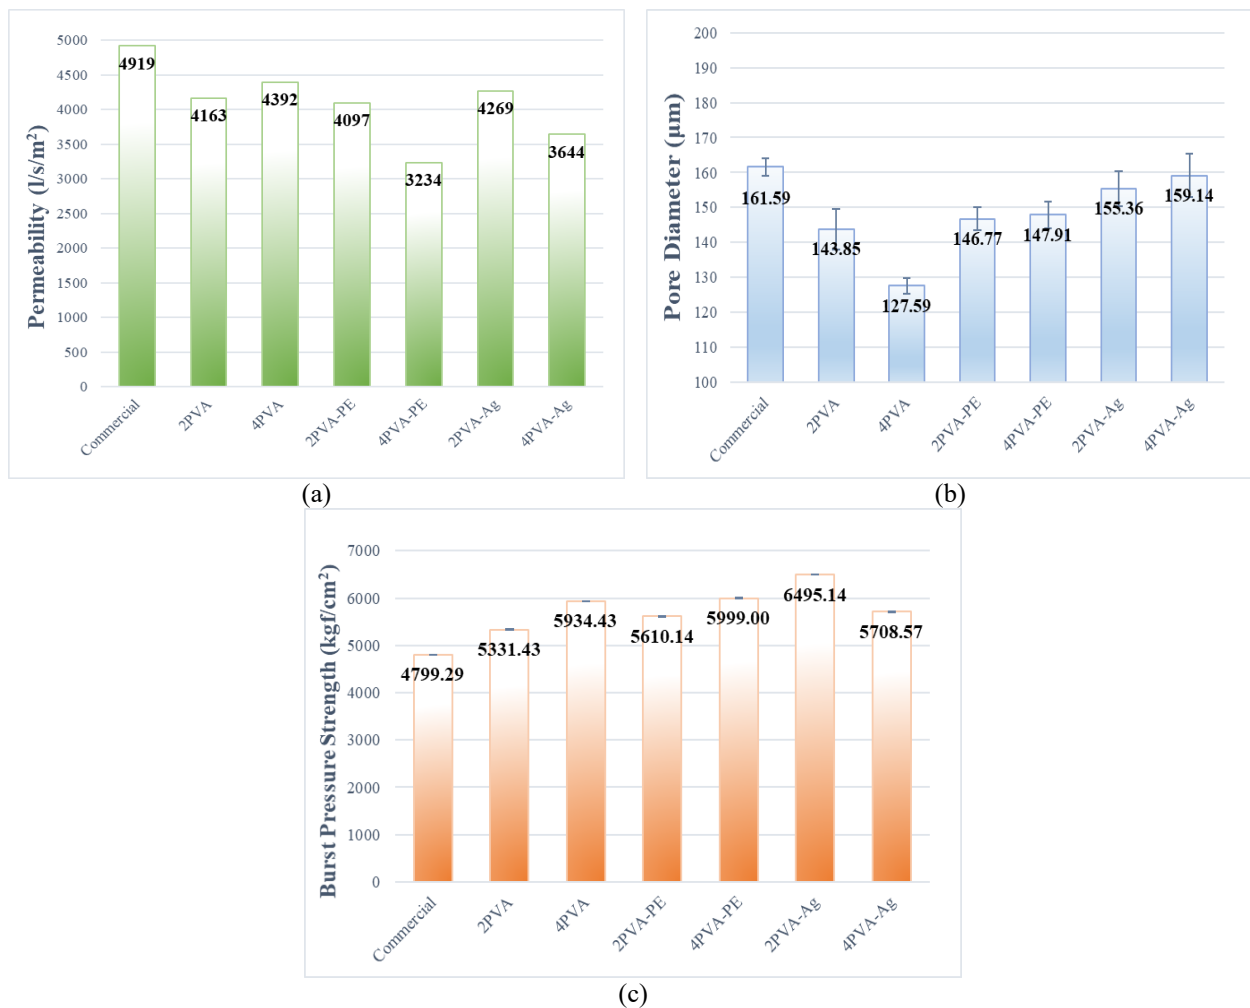 Permeability (l/s/m²)
5000
4500
4000
3500
3000
2500
2000
1500
1000
500
0
4919
4163
4392
4097
3234
4269
3644
Commercial
2PVA
4PVA
2PVA-PE
4PVA-PE
2PVA-Ag
4PVA-Ag
(a)
Pore Diameter (µm)
200
190
180
170
160
150
140
130
120
110
100
161.59
143.85
127.59
146.77
147.91
155.36
159.14
Commercial
2PVA
4PVA
2PVA-PE
4PVA-PE
2PVA-Ag
4PVA-Ag
(b)
Burst Pressure Strength (kgf/cm²)
7000
6000
5000
4000
3000
2000
1000
0
4799.29
5331.43
5934.43
5610.14
5999.00
6495.14
5708.57
Commercial
2PVA
4PVA
2PVA-PE
4PVA-PE
2PVA-Ag
4PVA-Ag
(c)